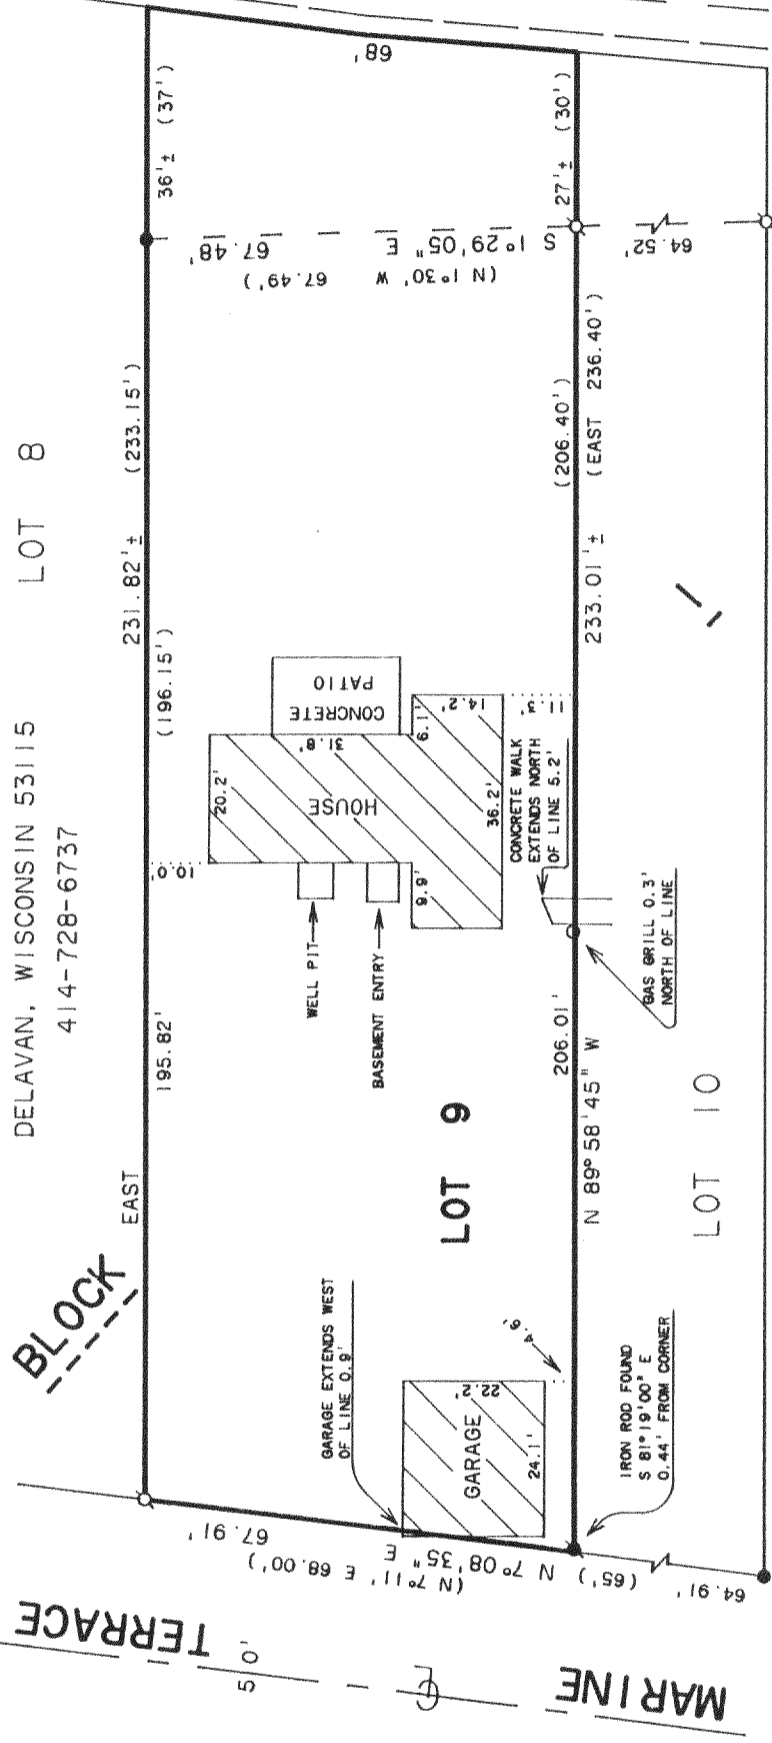 DELAVAN, WISCONSIN 53115
414-728-6737
LOT 8
BLOCK
1
EAST
231.82'±
(233.15')
195.82'
(196.15')
36'±
(37')
68'
S 1°29'05" E
67.48'
(N 1°30' W
67.49')
27'±
(30')
64.52'
CONCRETE
PATIO
HOUSE
20.2'
31.8'
6.1'
14.2'
36.2'
9.9'
10.0'
11.3'
WELL PIT
BASEMENT ENTRY
CONCRETE WALK
EXTENDS NORTH
OF LINE 5.2'
GAS GRILL 0.3'
NORTH OF LINE
LOT 9
206.01'
(206.40')
N 89°58'45" W
233.01'±
(EAST 236.40')
LOT 10
GARAGE EXTENDS WEST
OF LINE 0.9'
GARAGE
22.2'
24.1'
4.9'
IRON ROD FOUND
S 81°19'00" E
0.44' FROM CORNER
N 7°08'35" E
67.91'
(N 7°11' E 68.00')
(65')
64.91'
MARINE
TERRACE
50'